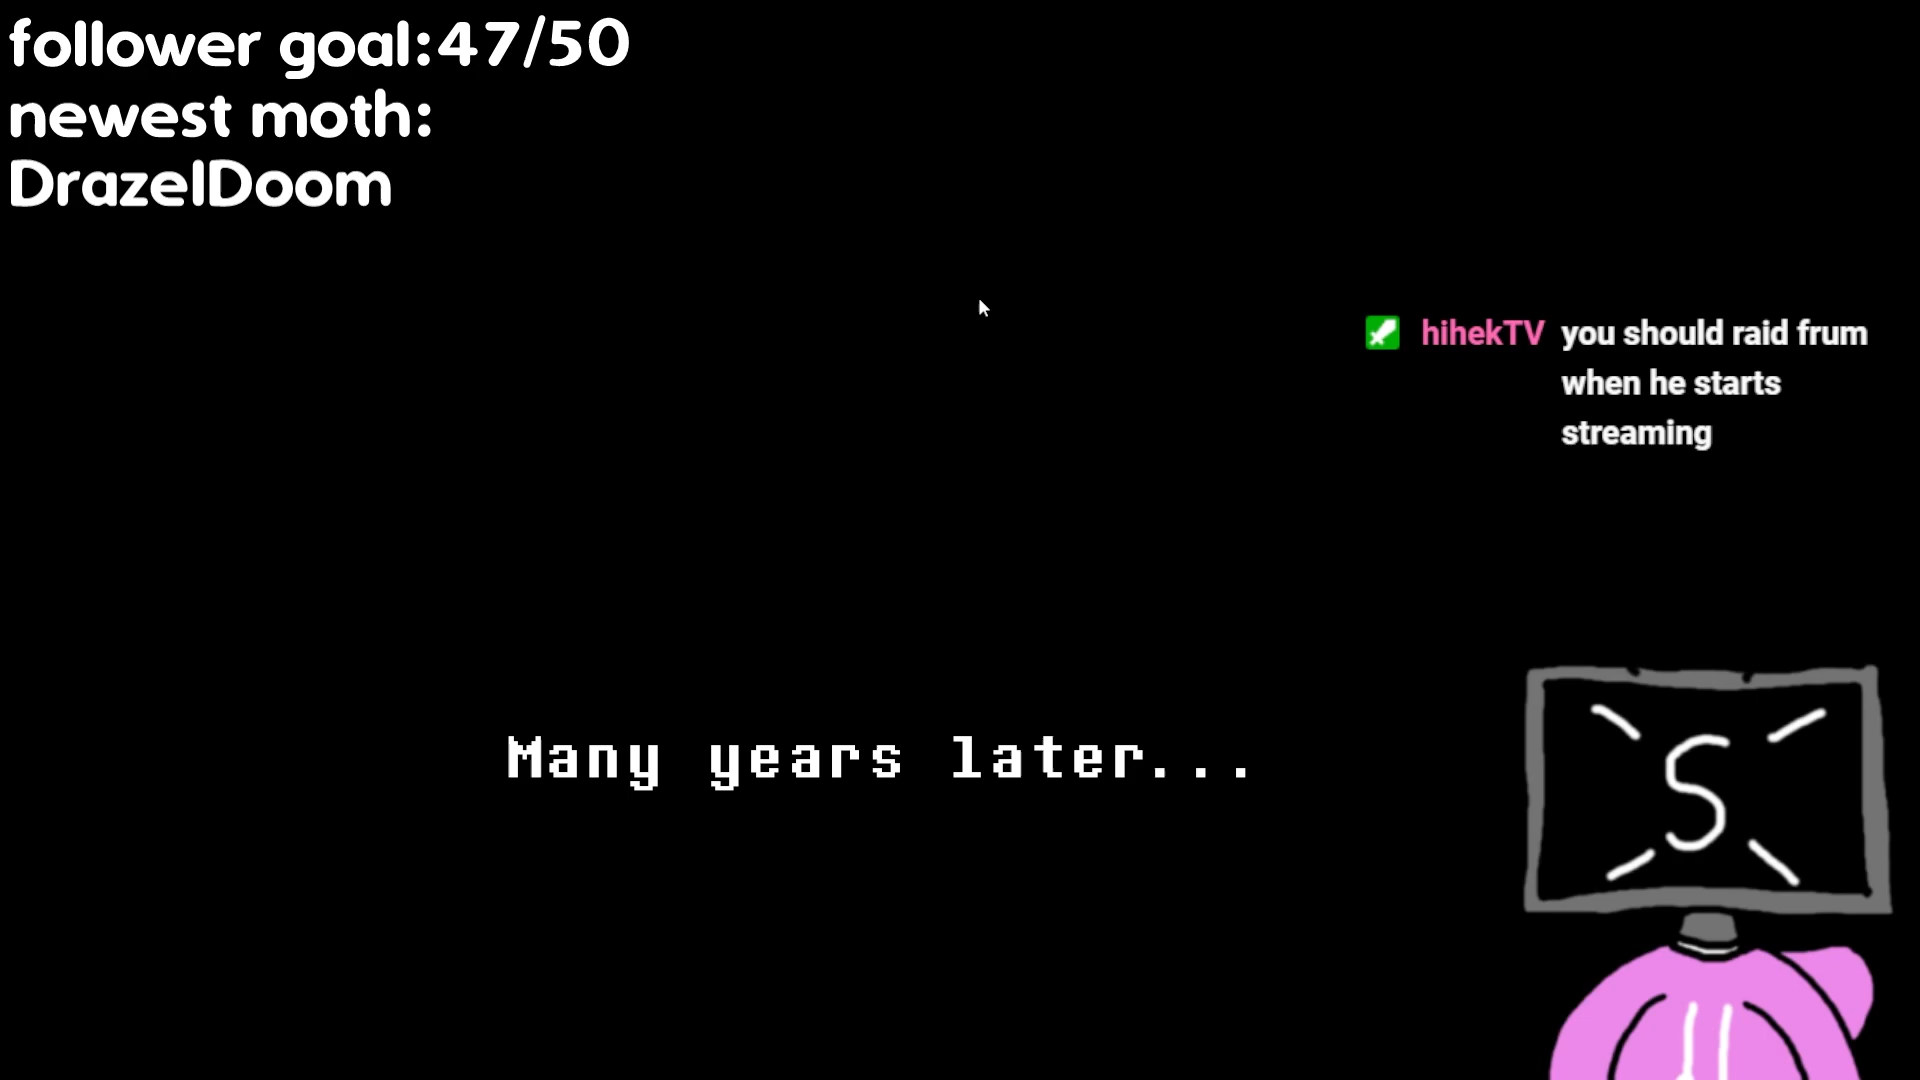 follower goal:47/50
newest moth:
DrazelDoom
hihekTV you should raid frum
when he starts
streaming
Many years later...
S